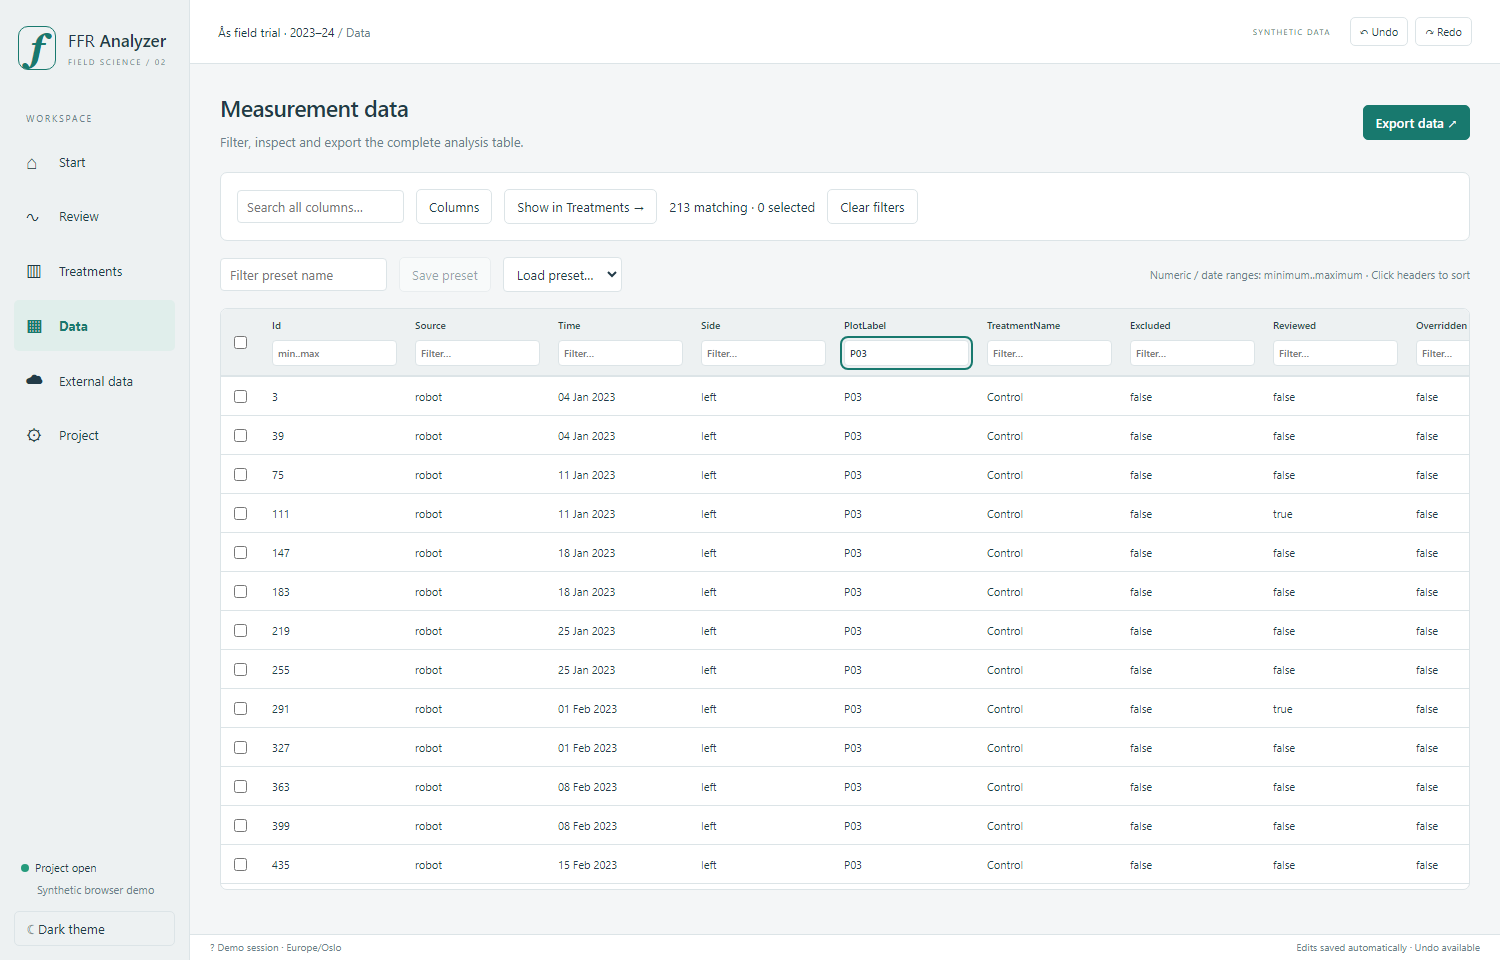 FFR Analyzer
FIELD SCIENCE / 02
WORKSPACE
Start
Review
Treatments
Data
External data
Project
Project open
Synthetic browser demo
☾ Dark theme
Ås field trial · 2023–24 / Data
SYNTHETIC DATA
↶ Undo
↷ Redo
Measurement data
Filter, inspect and export the complete analysis table.
Export data ↗
Search all columns...
Columns
Show in Treatments →
213 matching · 0 selected
Clear filters
Filter preset name
Save preset
Load preset...
Numeric / date ranges: minimum..maximum · Click headers to sort
Id Source Time Side PlotLabel TreatmentName Excluded Reviewed Overridden
min..max Filter... Filter... Filter... P03 Filter... Filter... Filter... Filter...
3 robot 04 Jan 2023 left P03 Control false false false
39 robot 04 Jan 2023 left P03 Control false false false
75 robot 11 Jan 2023 left P03 Control false false false
111 robot 11 Jan 2023 left P03 Control false true false
147 robot 18 Jan 2023 left P03 Control false false false
183 robot 18 Jan 2023 left P03 Control false false false
219 robot 25 Jan 2023 left P03 Control false false false
255 robot 25 Jan 2023 left P03 Control false false false
291 robot 01 Feb 2023 left P03 Control false true false
327 robot 01 Feb 2023 left P03 Control false false false
363 robot 08 Feb 2023 left P03 Control false false false
399 robot 08 Feb 2023 left P03 Control false false false
435 robot 15 Feb 2023 left P03 Control false false false
? Demo session · Europe/Oslo
Edits saved automatically · Undo available